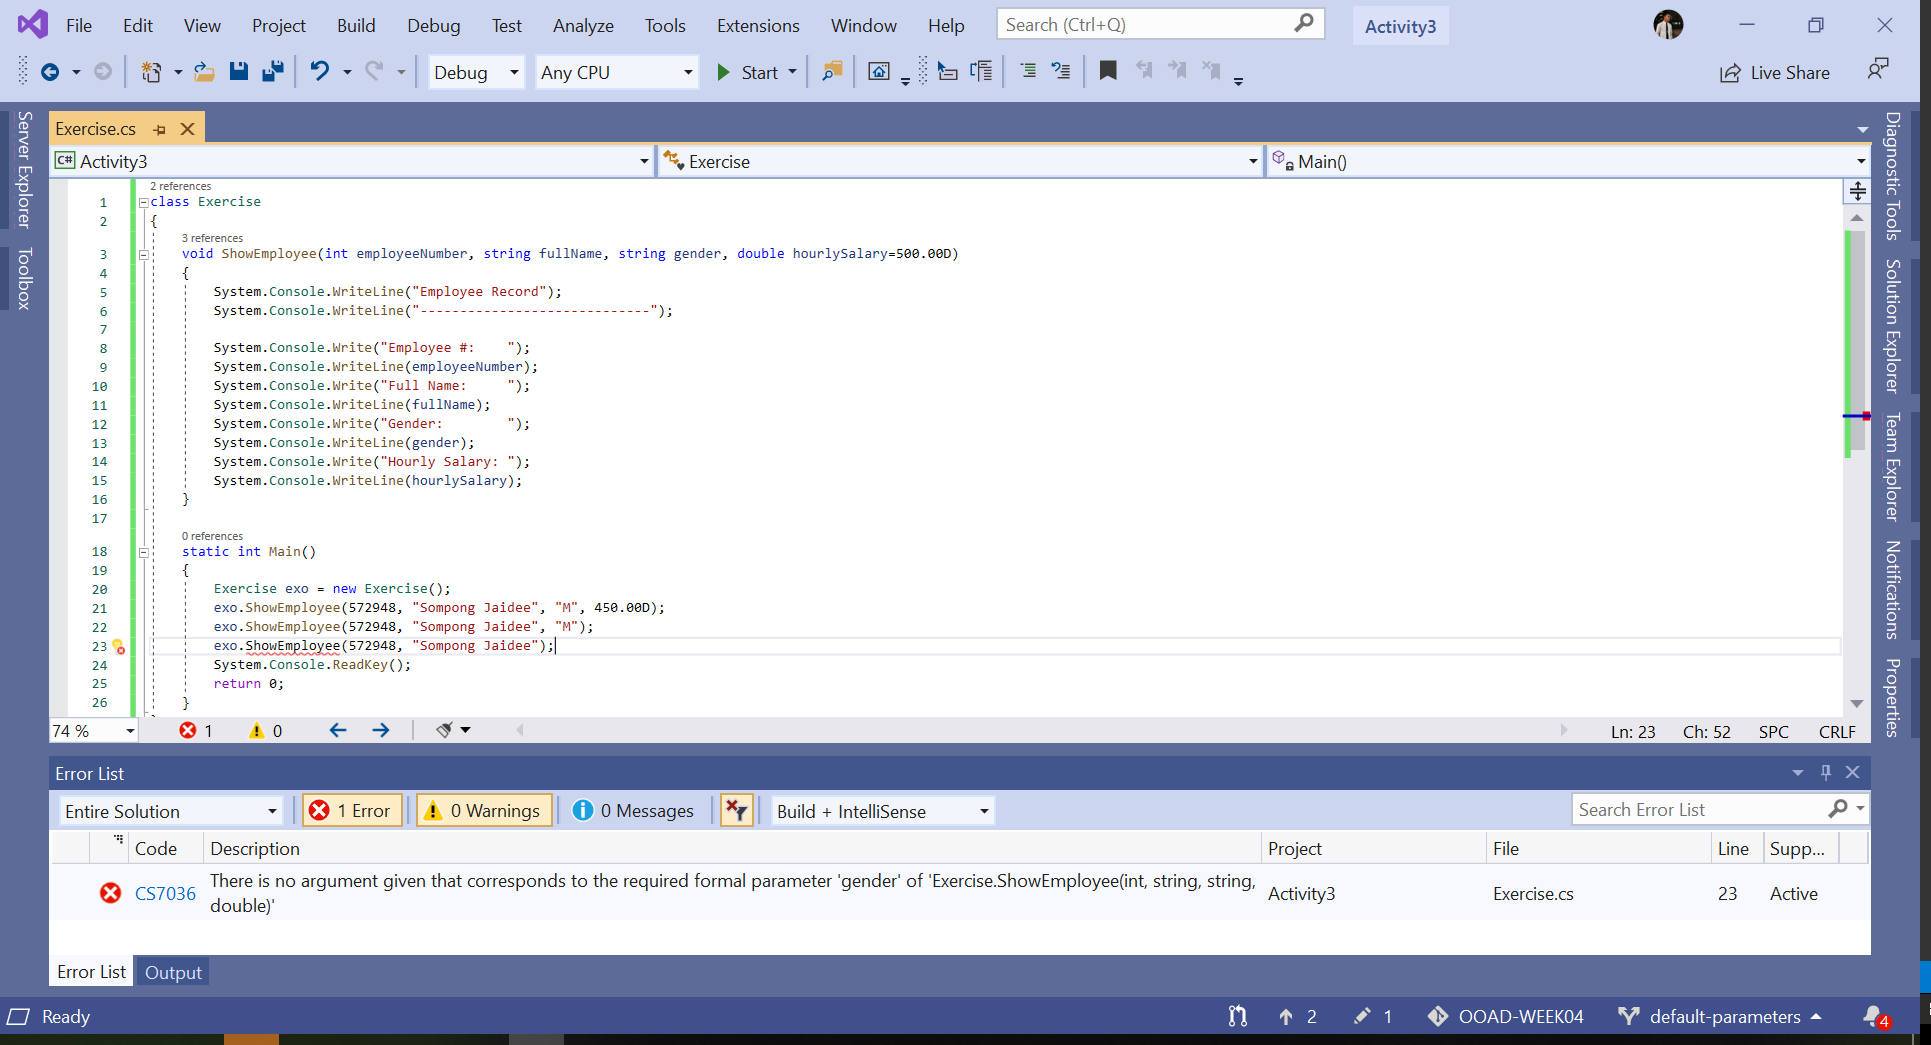 File Edit View Project Build Debug Test Analyze Tools Extensions Window Help Search (Ctrl+Q) Activity3
Debug Any CPU Start Live Share
Server Explorer
Toolbox
Exercise.cs
C# Activity3 Exercise Main()
2 references
1 class Exercise
2 {
3 references
3 void ShowEmployee(int employeeNumber, string fullName, string gender, double hourlySalary=500.00D)
4 {
5 System.Console.WriteLine("Employee Record");
6 System.Console.WriteLine("-----------------------------");
7
8 System.Console.Write("Employee #:    ");
9 System.Console.WriteLine(employeeNumber);
10 System.Console.Write("Full Name:     ");
11 System.Console.WriteLine(fullName);
12 System.Console.Write("Gender:        ");
13 System.Console.WriteLine(gender);
14 System.Console.Write("Hourly Salary: ");
15 System.Console.WriteLine(hourlySalary);
16 }
17
0 references
18 static int Main()
19 {
20 Exercise exo = new Exercise();
21 exo.ShowEmployee(572948, "Sompong Jaidee", "M", 450.00D);
22 exo.ShowEmployee(572948, "Sompong Jaidee", "M");
23 exo.ShowEmployee(572948, "Sompong Jaidee");
24 System.Console.ReadKey();
25 return 0;
26 }
Diagnostic Tools
Solution Explorer
Team Explorer
Notifications
Properties
74 % 1 0 Ln: 23 Ch: 52 SPC CRLF
Error List
Entire Solution 1 Error 0 Warnings 0 Messages Build + IntelliSense Search Error List
Code Description Project File Line Supp...
CS7036 There is no argument given that corresponds to the required formal parameter 'gender' of 'Exercise.ShowEmployee(int, string, string, Activity3 Exercise.cs 23 Active
double)'
Error List Output
Ready 2 1 OOAD-WEEK04 default-parameters 4